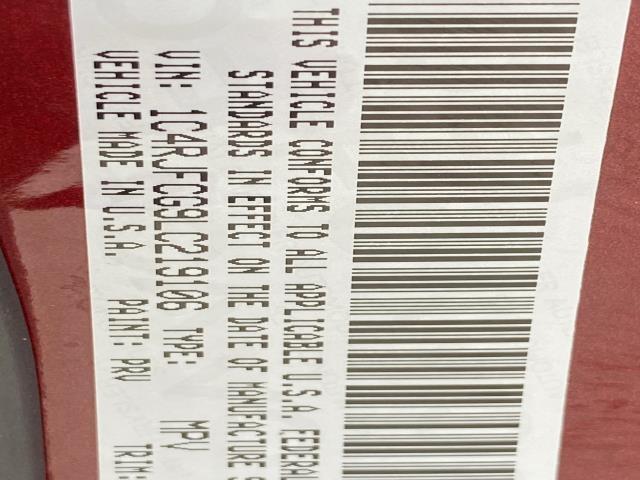 THIS VEHICLE CONFORMS TO ALL APPLICABLE U.S.A. FEDERAL
STANDARDS IN EFFECT ON THE DATE OF MANUFACTURE
VIN: 1C4RJFCG9LC219106 TYPE: MPV
VEHICLE MADE IN U.S.A. PAINT: PRV TRIM: